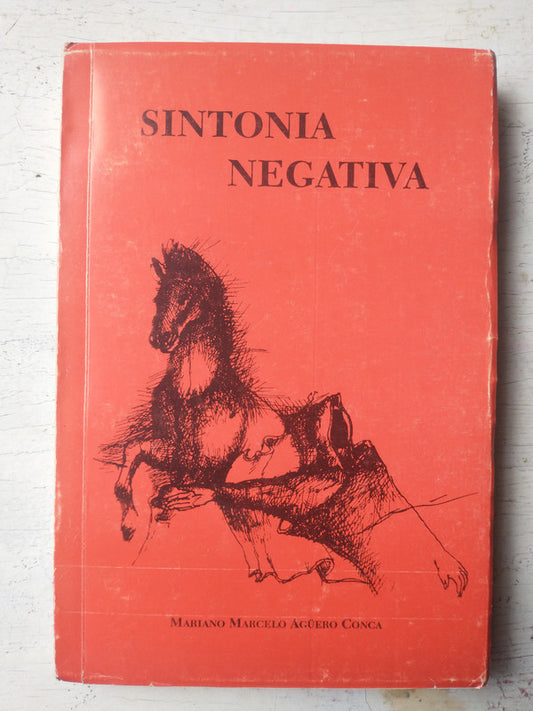 SINTONIA
NEGATIVA
MARIANO MARCELO AGÜERO CONCA